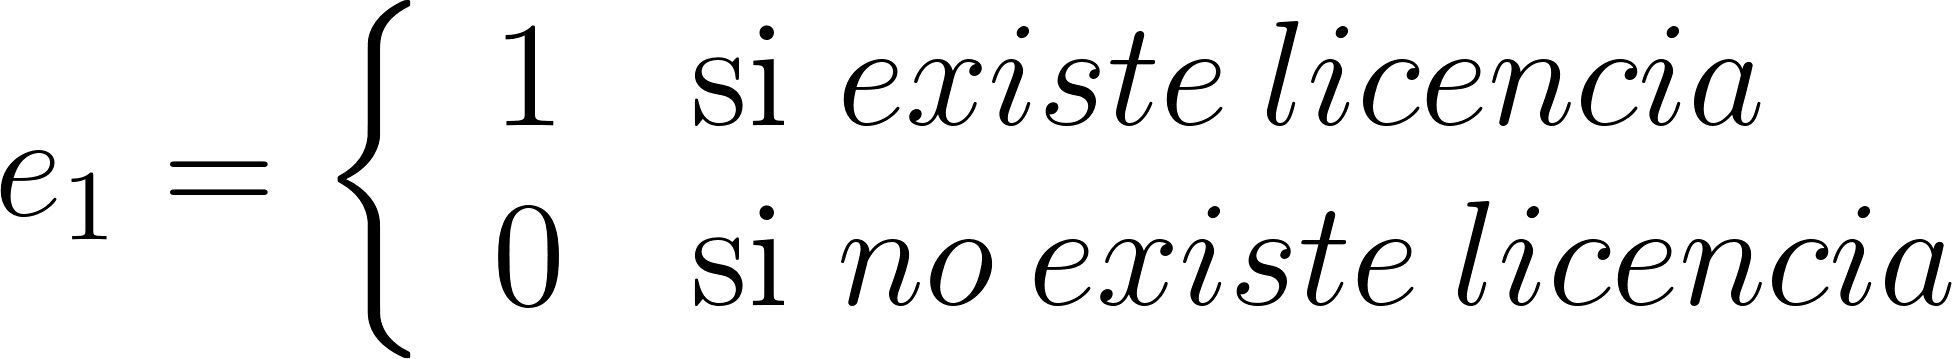 e₁ = { 1 si existe licencia
0 si no existe licencia